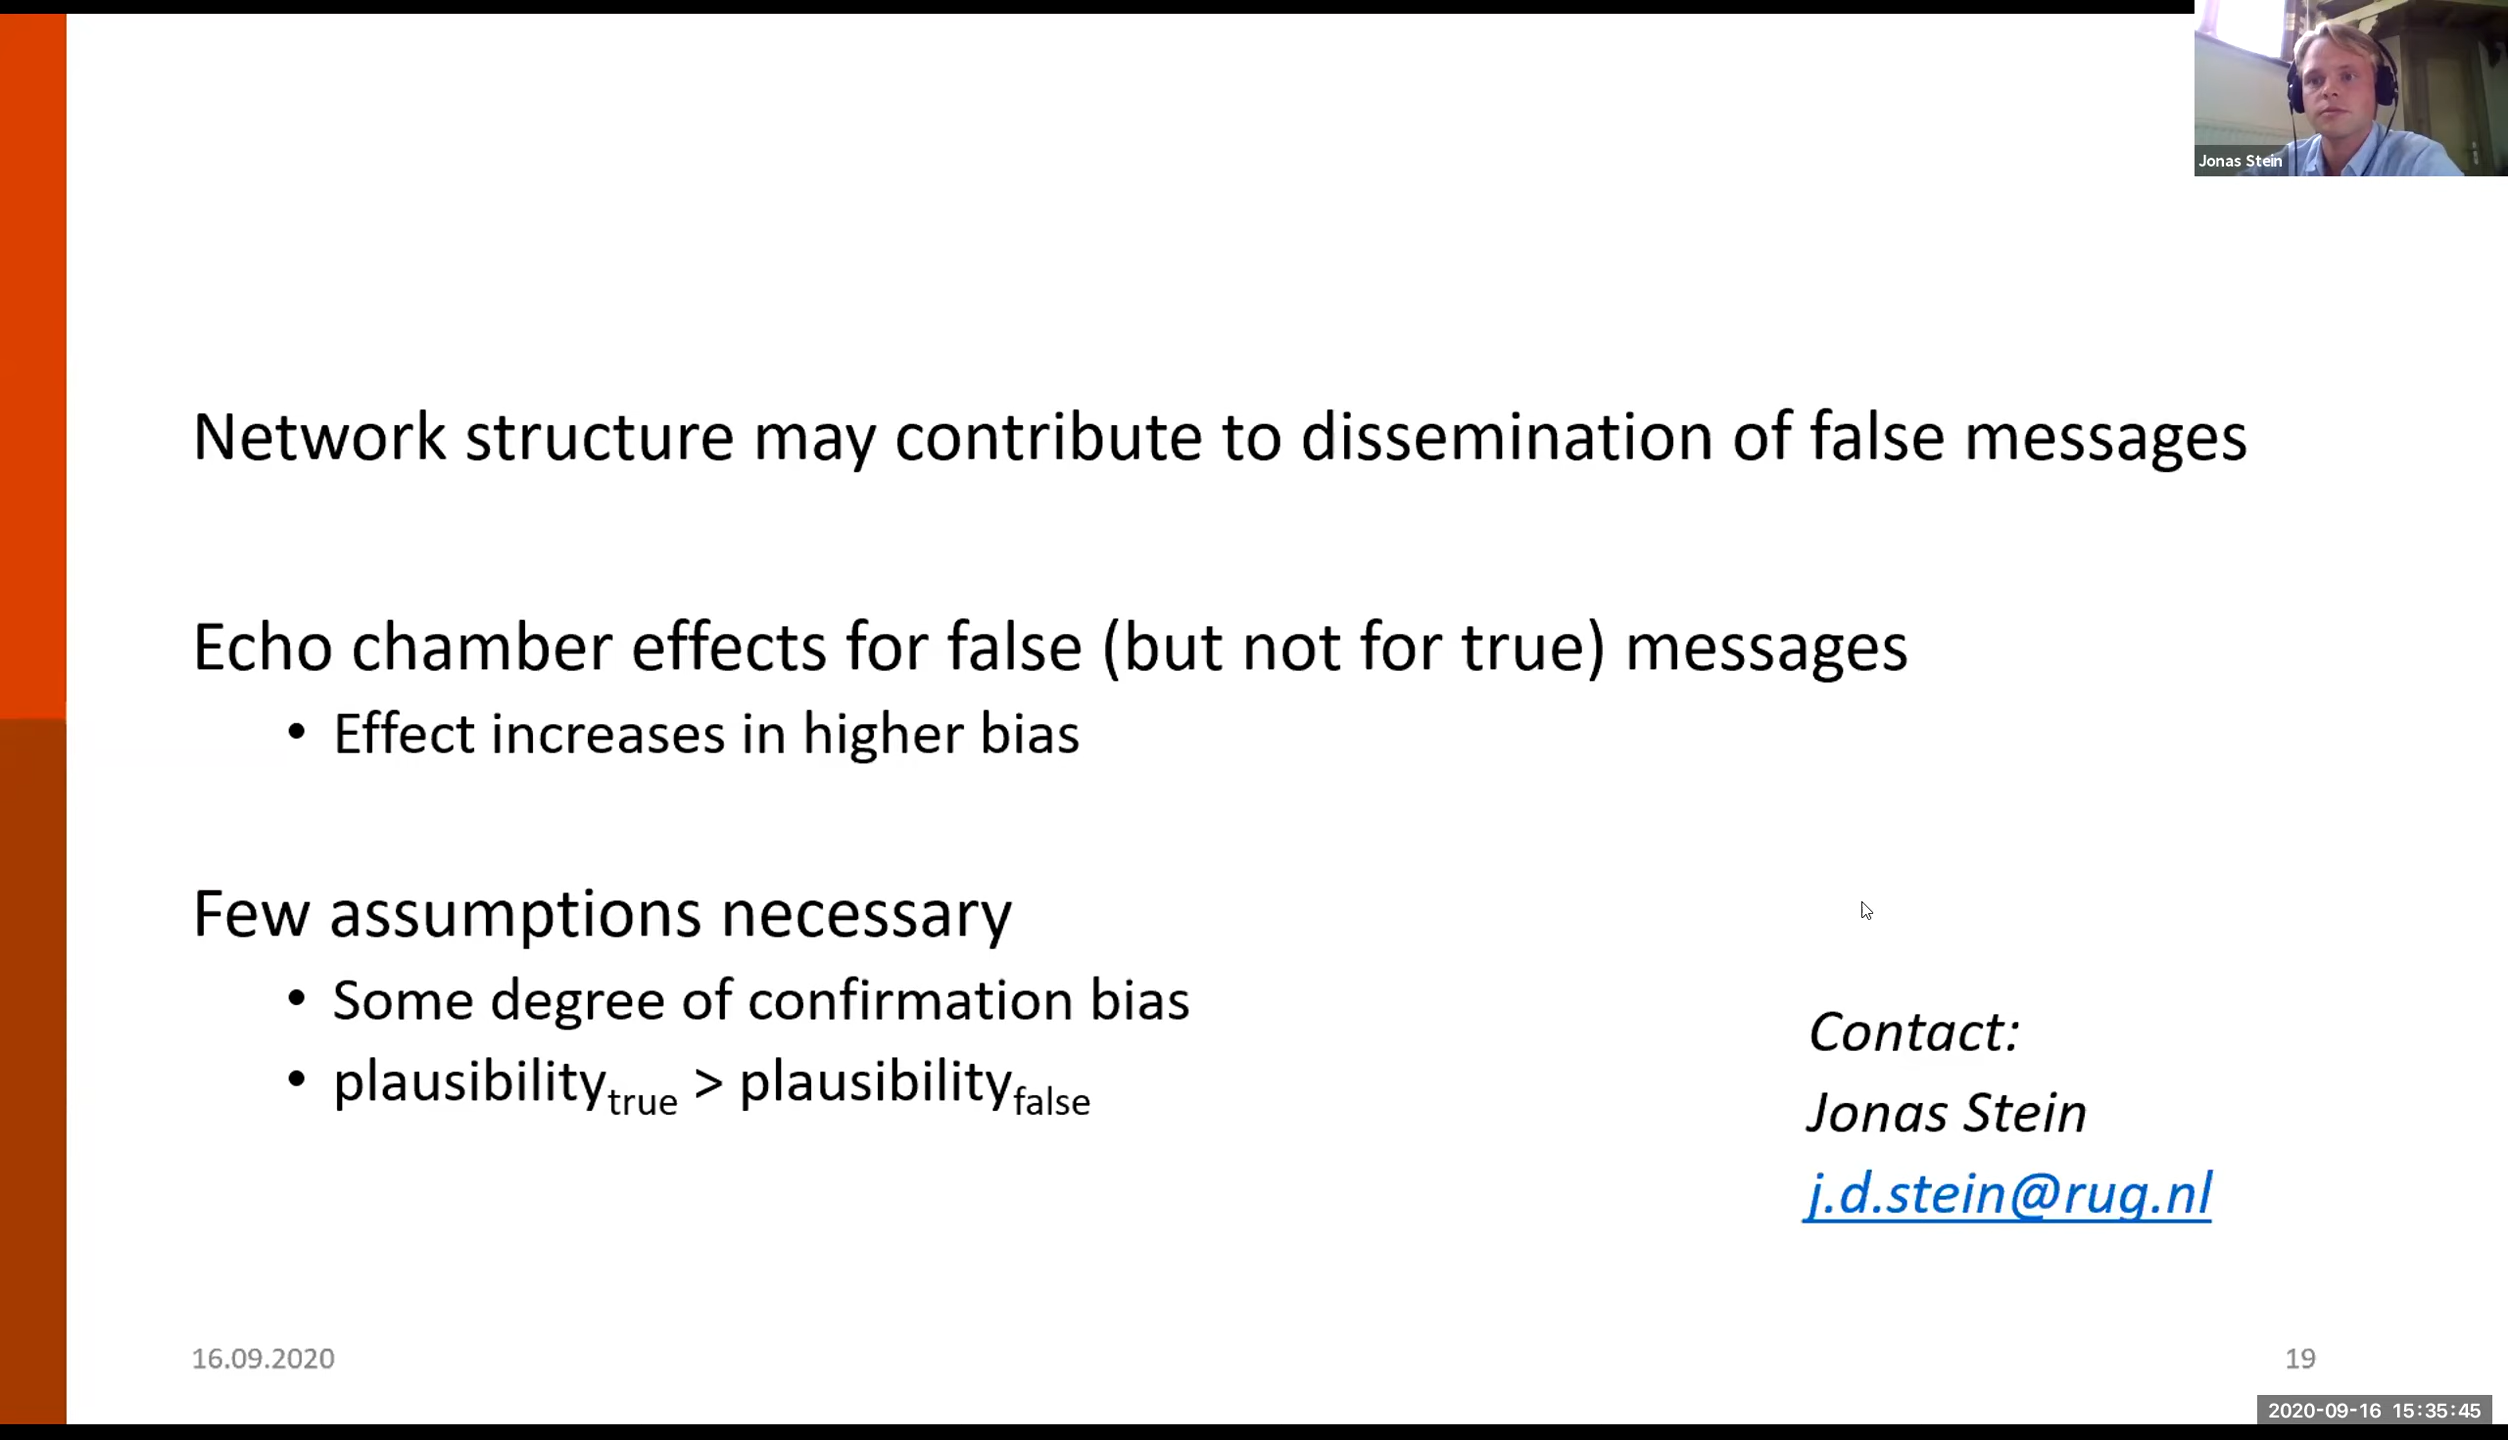 Jonas Stein
Network structure may contribute to dissemination of false messages
Echo chamber effects for false (but not for true) messages
• Effect increases in higher bias
Few assumptions necessary
• Some degree of confirmation bias
• plausibility_true > plausibility_false
Contact:
Jonas Stein
j.d.stein@rug.nl
16.09.2020
19
2020-09-16 15:35:45